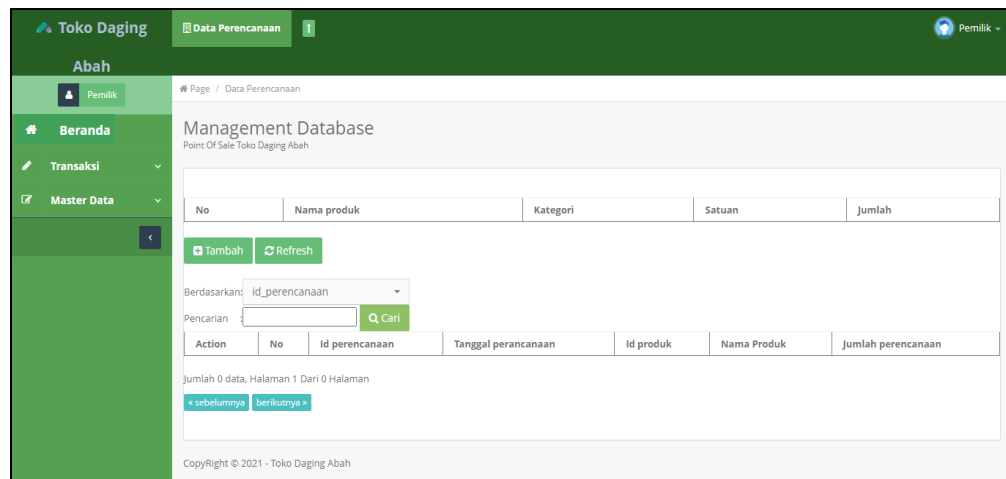 Toko Daging
Abah
Data Perencanaan
Pemilik
Pemilik
Beranda
Transaksi
Master Data
Page / Data Perencanaan
Management Database
Point Of Sale Toko Daging Abah
No Nama produk Kategori Satuan Jumlah
Tambah Refresh
Berdasarkan: id_perencanaan
Pencarian : Cari
Action No Id perencanaan Tanggal perancanaan Id produk Nama Produk Jumlah perencanaan
Jumlah 0 data, Halaman 1 Dari 0 Halaman
« sebelumnya berikutnya »
CopyRight © 2021 - Toko Daging Abah